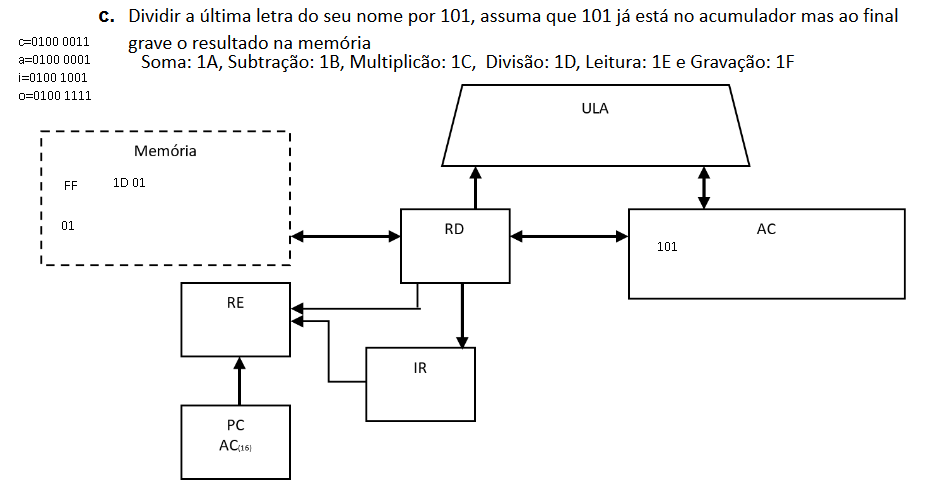 c. Dividir a última letra do seu nome por 101, assuma que 101 já está no acumulador mas ao final
grave o resultado na memória
Soma: 1A, Subtração: 1B, Multiplicão: 1C, Divisão: 1D, Leitura: 1E e Gravação: 1F
c=0100 0011
a=0100 0001
i=0100 1001
o=0100 1111
ULA
Memória
FF 1D 01
01
RD
AC
101
RE
IR
PC
AC(16)